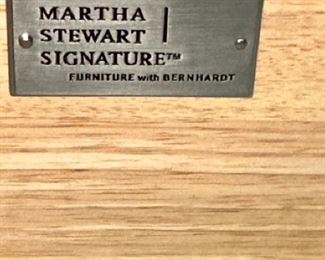 MARTHA
STEWART
SIGNATURE™
FURNITURE with BERNHARDT